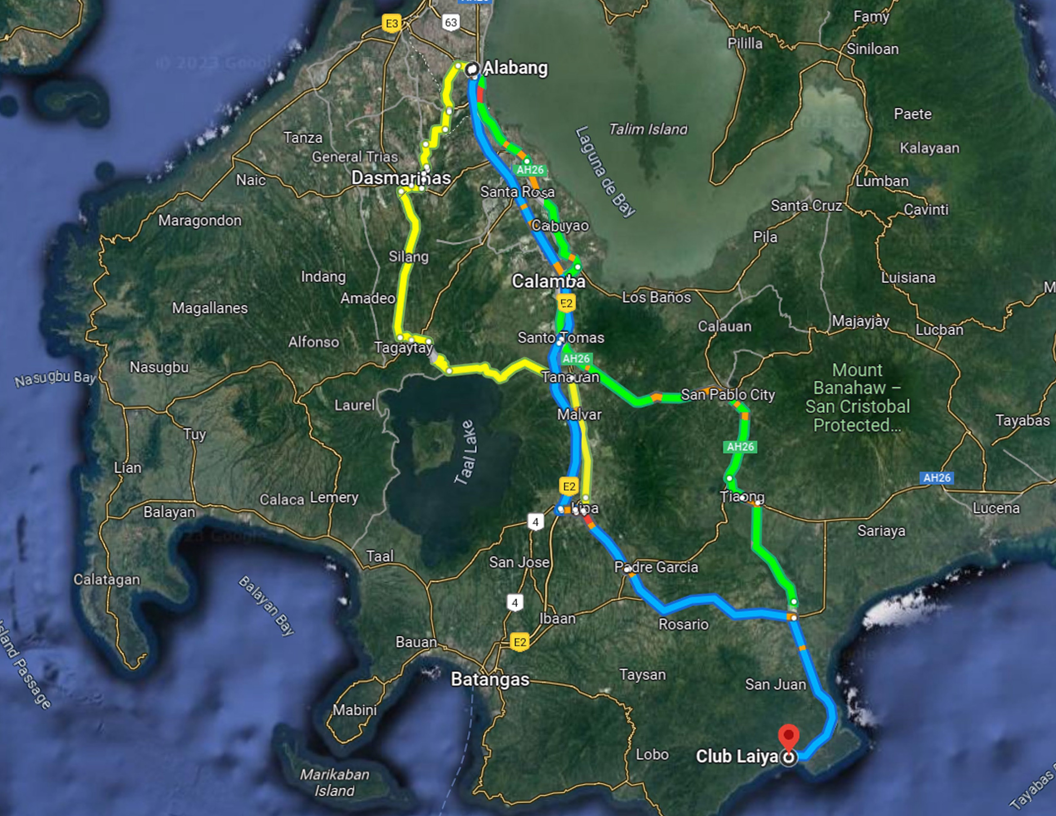 E3
63
Alabang
Famy
Pililla
Siniloan
© 2023 Google
Talim Island
Laguna de Bay
Paete
Kalayaan
Tanza
General Trias
AH26
Dasmariñas
Naic
Santa Rosa
Lumban
Santa Cruz
Cavinti
Maragondon
Cabuyao
Pila
Silang
Indang
Calamba
Luisiana
Amadeo
Magallanes
E2
Los Baños
Calauan
Majayjay
Lucban
Alfonso
Tagaytay
Santo Tomas
AH26
Nasugbu
Nasugbu Bay
Tanauan
Mount
Banahaw –
San Cristobal
Protected...
San Pablo City
Laurel
Malvar
Tayabas
Tuy
Taal Lake
AH26
Lian
E2
AH26
Calaca
Lemery
Tiaong
Lipa
Lucena
Balayan
4
Sariaya
Taal
San Jose
Padre Garcia
Calatagan
Balayan Bay
4
Ibaan
Rosario
Bauan
E2
Island Passage
Batangas
Taysan
San Juan
Mabini
Lobo
Club Laiya
Marikaban
Island
Tayabas